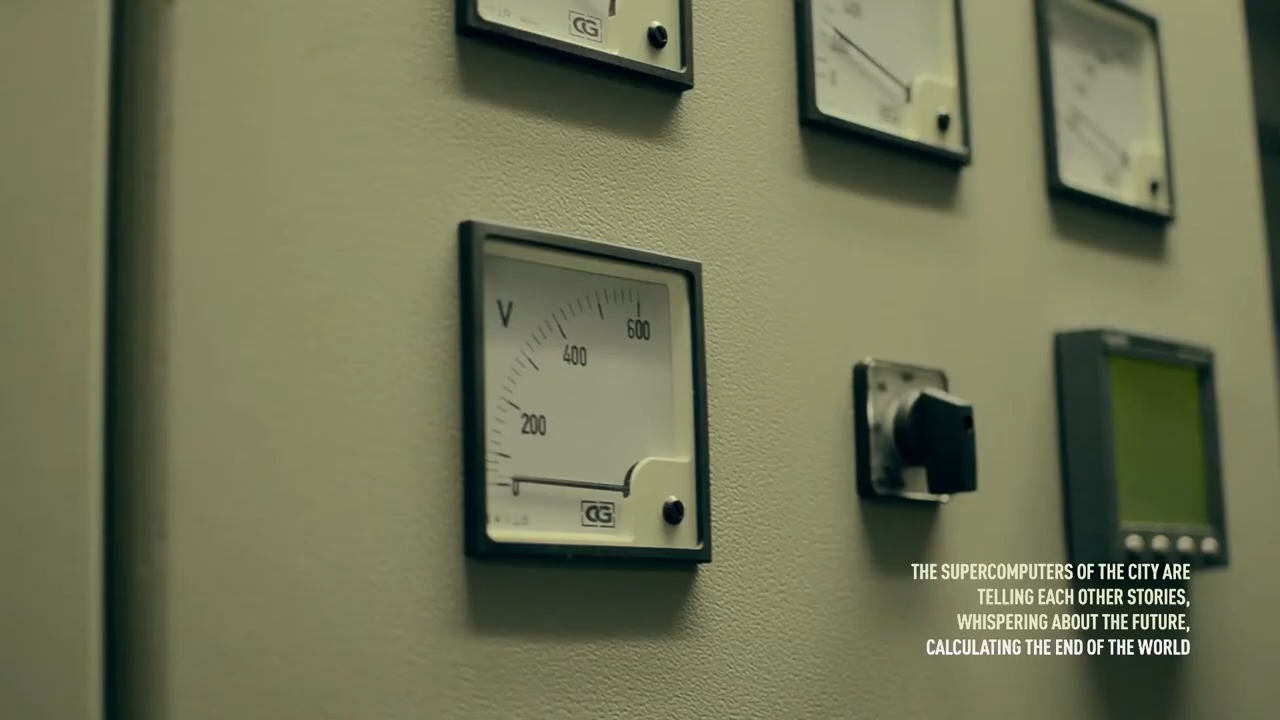 CG
V
600
400
200
0
CG
THE SUPERCOMPUTERS OF THE CITY ARE
TELLING EACH OTHER STORIES,
WHISPERING ABOUT THE FUTURE,
CALCULATING THE END OF THE WORLD